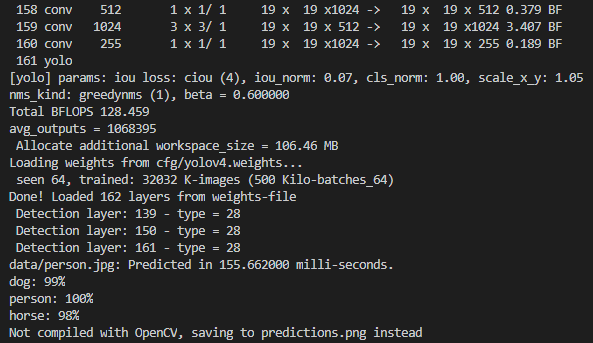 158 conv    512       1 x 1/ 1     19 x  19 x1024 ->   19 x  19 x 512 0.379 BF
159 conv   1024       3 x 3/ 1     19 x  19 x 512 ->   19 x  19 x1024 3.407 BF
160 conv    255       1 x 1/ 1     19 x  19 x1024 ->   19 x  19 x 255 0.189 BF
161 yolo
[yolo] params: iou loss: ciou (4), iou_norm: 0.07, cls_norm: 1.00, scale_x_y: 1.05
nms_kind: greedynms (1), beta = 0.600000
Total BFLOPS 128.459
avg_outputs = 1068395
Allocate additional workspace_size = 106.46 MB
Loading weights from cfg/yolov4.weights...
seen 64, trained: 32032 K-images (500 Kilo-batches_64)
Done! Loaded 162 layers from weights-file
Detection layer: 139 - type = 28
Detection layer: 150 - type = 28
Detection layer: 161 - type = 28
data/person.jpg: Predicted in 155.662000 milli-seconds.
dog: 99%
person: 100%
horse: 98%
Not compiled with OpenCV, saving to predictions.png instead